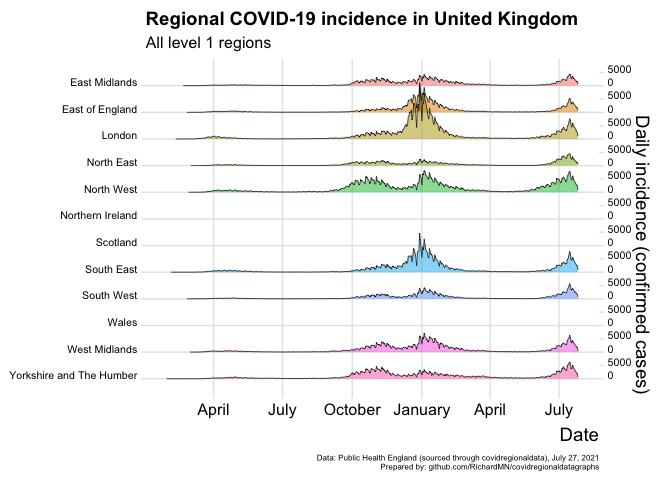 Regional COVID-19 incidence in United Kingdom
All level 1 regions
East Midlands
East of England
London
North East
North West
Northern Ireland
Scotland
South East
South West
Wales
West Midlands
Yorkshire and The Humber
5000
0
5000
0
5000
0
5000
0
5000
0
5000
0
5000
0
5000
0
5000
0
5000
0
5000
0
5000
0
Daily incidence (confirmed cases)
April July October January April July
Date
Data: Public Health England (sourced through covidregionaldata), July 27, 2021
Prepared by: github.com/RichardMN/covidregionaldatagraphs